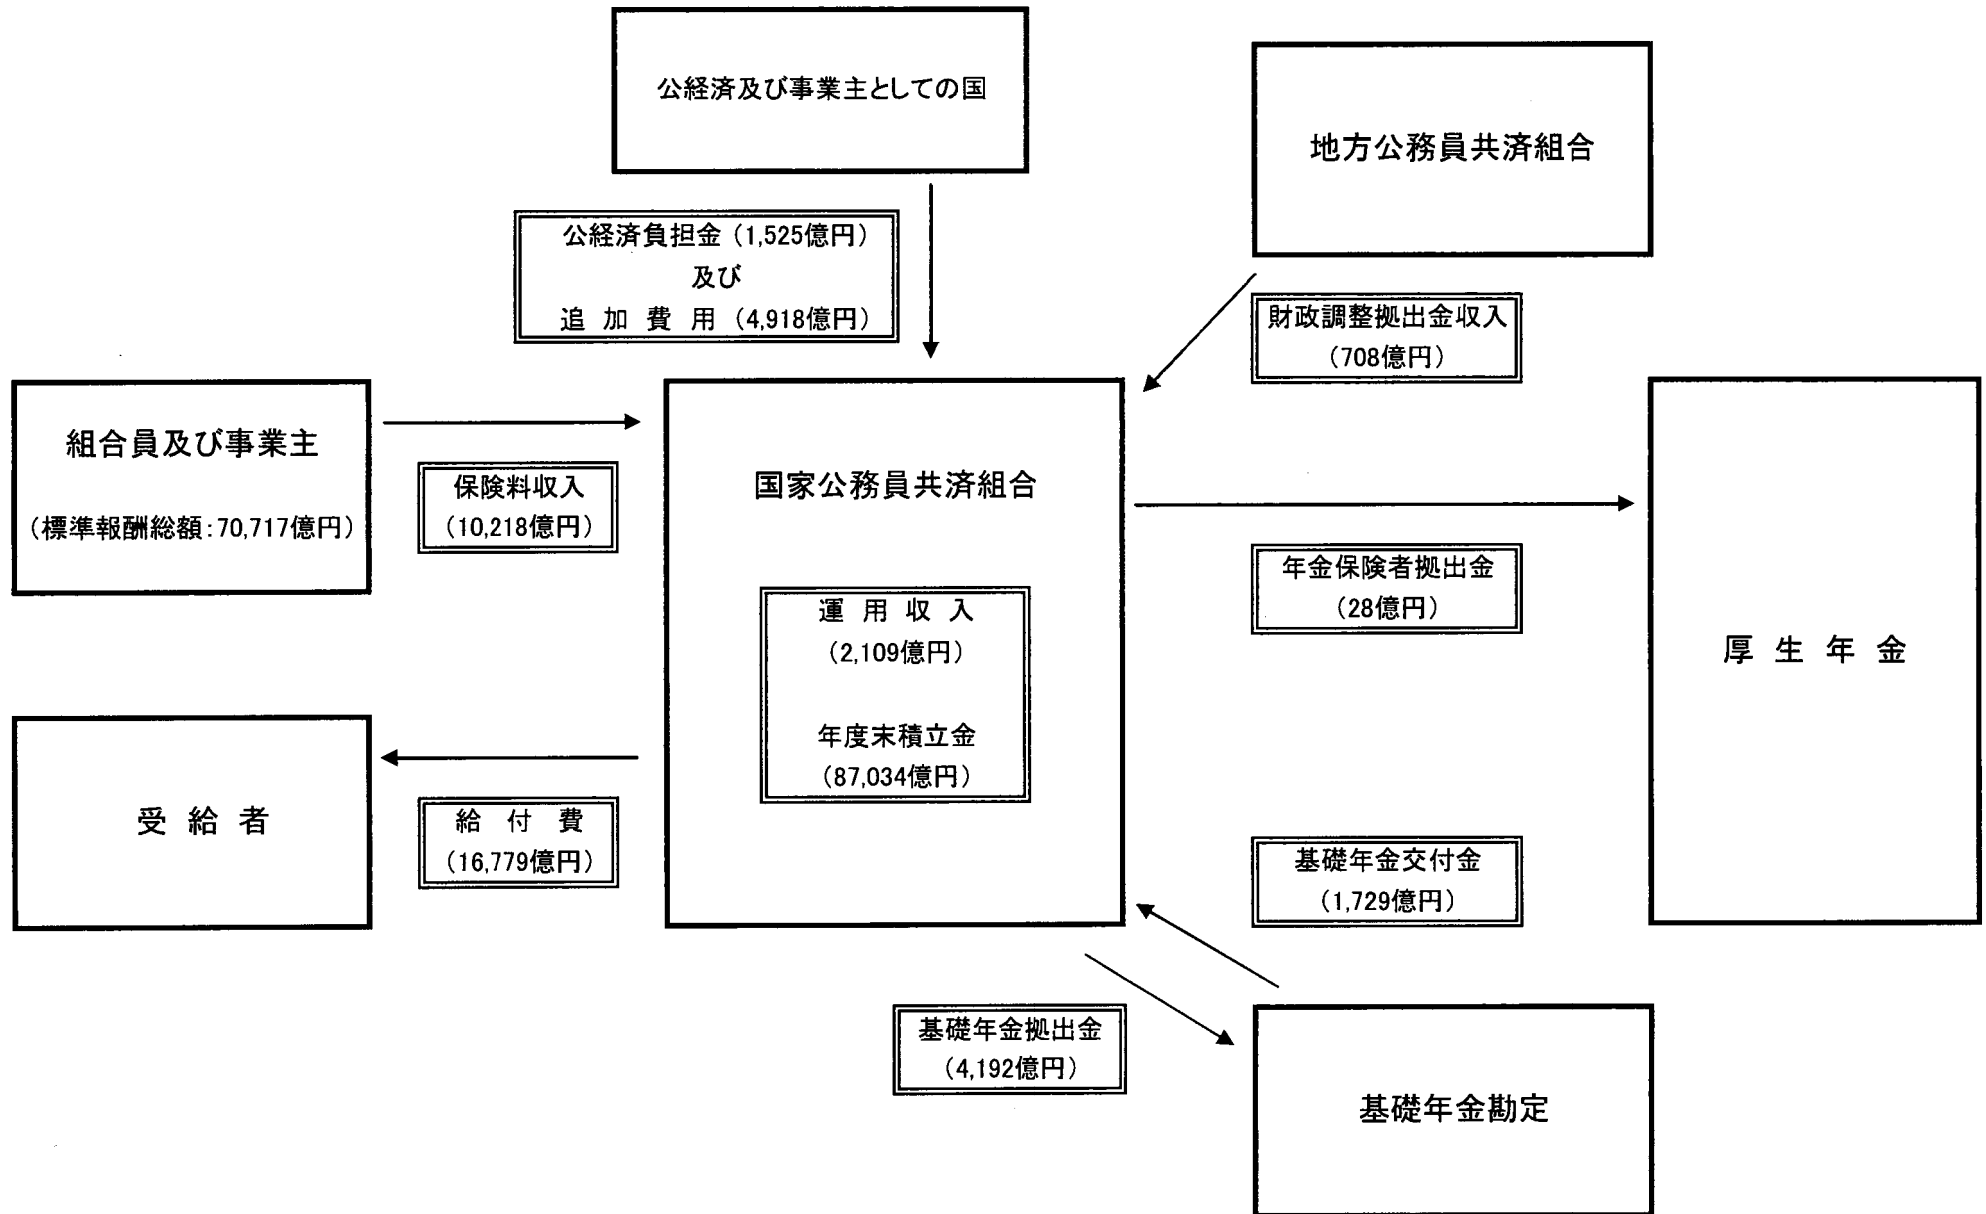 公経済及び事業主としての国
地方公務員共済組合
公経済負担金（1,525億円）
及び
追加費用（4,918億円）
財政調整拠出金収入
（708億円）
組合員及び事業主
（標準報酬総額：70,717億円）
保険料収入
（10,218億円）
国家公務員共済組合
年金保険者拠出金
（28億円）
運用収入
（2,109億円）
年度末積立金
（87,034億円）
厚生年金
受給者
給付費
（16,779億円）
基礎年金交付金
（1,729億円）
基礎年金拠出金
（4,192億円）
基礎年金勘定